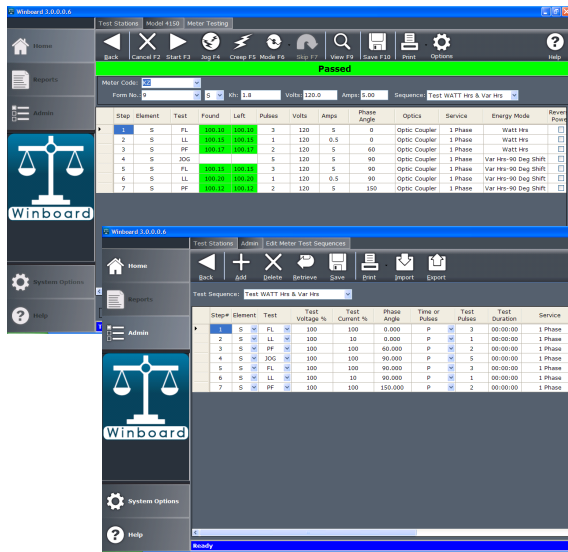 Winboard 3.0.0.0.6
Test Stations Model 4150 Meter Testing
Home
Back Cancel F2 Start F3 Jog F4 Creep F5 Mode F6 Skip F7 View F9 Save F10 Print Options Help
Passed
Reports
Meter Code: K2
Form No.: 9 S Kh: 1.8 Volts: 120.0 Amps: 5.00 Sequence: Test WATT Hrs & Var Hrs
Admin
Step Element Test Found Left Pulses Volts Amps Phase Angle Optics Service Energy Mode Rever Powe
1 S FL 100.10 100.10 3 120 5 0 Optic Coupler 1 Phase Watt Hrs
2 S LL 100.15 100.15 1 120 0.5 0 Optic Coupler 1 Phase Watt Hrs
3 S PF 100.17 100.17 2 120 5 60 Optic Coupler 1 Phase Watt Hrs
4 S JOG 5 120 5 90 Optic Coupler 1 Phase Var Hrs-90 Deg Shift
5 S FL 100.15 100.15 3 120 5 90 Optic Coupler 1 Phase Var Hrs-90 Deg Shift
6 S LL 100.20 100.20 1 120 0.5 90 Optic Coupler 1 Phase Var Hrs-90 Deg Shift
7 S PF 100.12 100.12 2 120 5 150 Optic Coupler 1 Phase Var Hrs-90 Deg Shift
Winboard
System Options
Help
Winboard 3.0.0.0.6
Test Stations Admin Edit Meter Test Sequences
Home
Back Add Delete Retrieve Save Print Import Export
Reports
Test Sequence: Test WATT Hrs & Var Hrs
Admin
Step# Element Test Test Voltage % Test Current % Phase Angle Time or Pulses Test Pulses Test Duration Service
1 S FL 100 100 0.000 P 3 00:00:00 1 Phase
2 S LL 100 10 0.000 P 1 00:00:00 1 Phase
3 S PF 100 100 60.000 P 2 00:00:00 1 Phase
4 S JOG 100 100 90.000 P 5 00:00:00 1 Phase
5 S FL 100 100 90.000 P 3 00:00:00 1 Phase
6 S LL 100 10 90.000 P 1 00:00:00 1 Phase
7 S PF 100 100 150.000 P 2 00:00:00 1 Phase
Winboard
System Options
Help
Ready